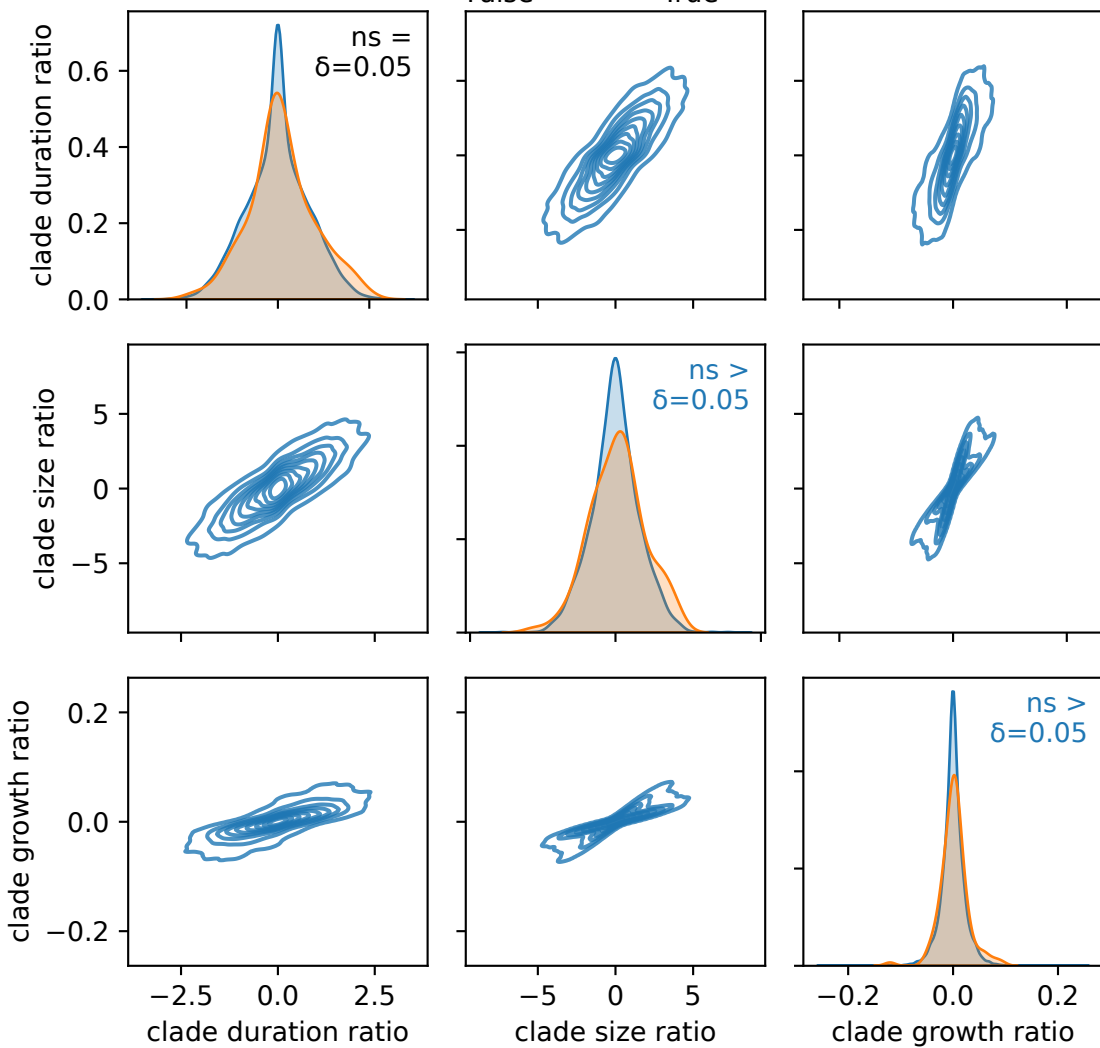 ns =
δ=0.05
clade duration ratio
0.6
0.4
0.2
0.0
ns >
δ=0.05
clade size ratio
5
0
−5
ns >
δ=0.05
clade growth ratio
0.2
0.0
−0.2
−2.5 0.0 2.5
−5 0 5
−0.2 0.0 0.2
clade duration ratio
clade size ratio
clade growth ratio